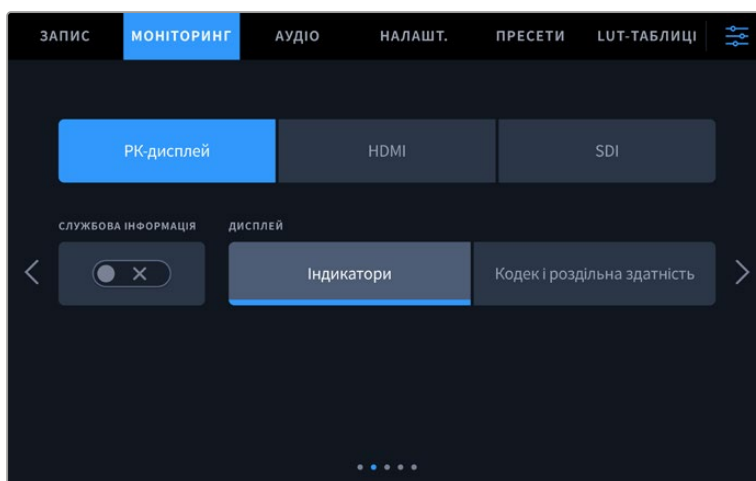 ЗАПИС МОНІТОРИНГ АУДІО НАЛАШТ. ПРЕСЕТИ LUT-ТАБЛИЦІ
РК-дисплей HDMI SDI
СЛУЖБОВА ІНФОРМАЦІЯ ДИСПЛЕЙ
Індикатори Кодек і роздільна здатність